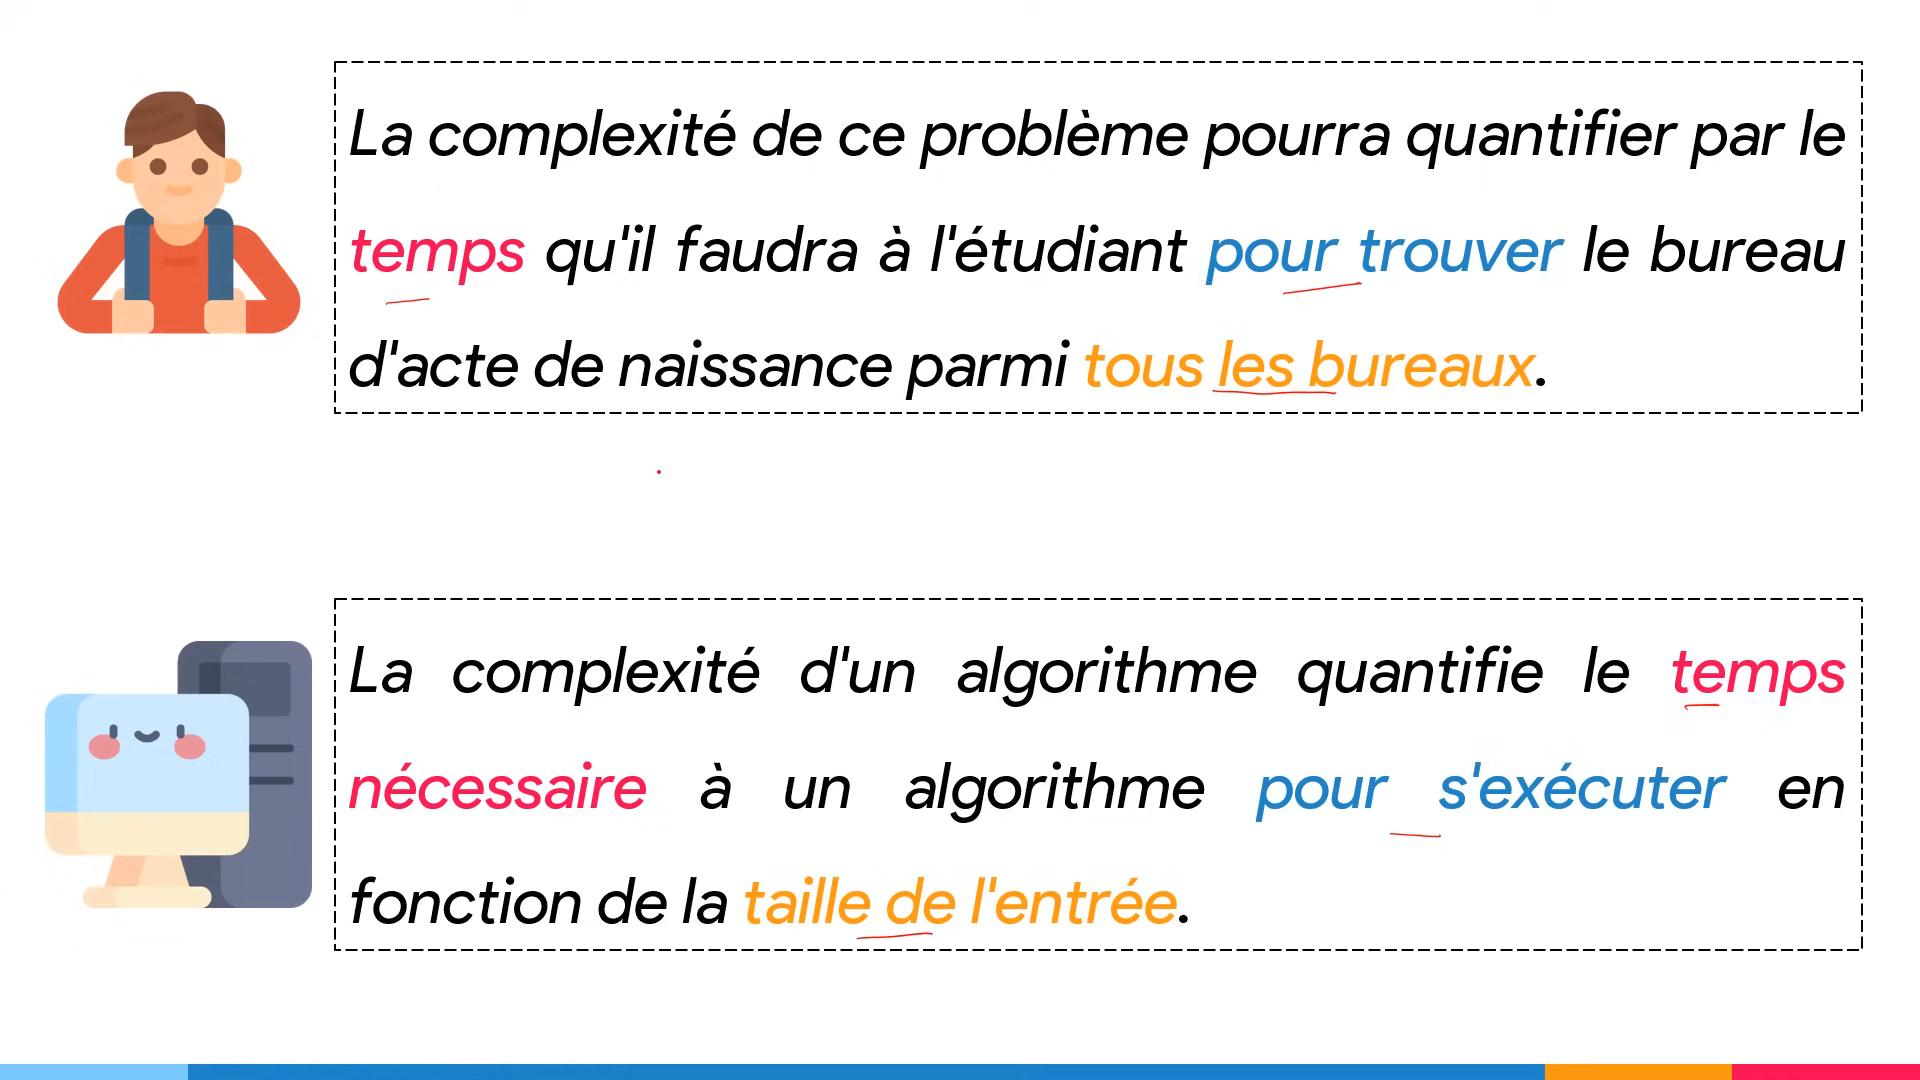 La complexité de ce problème pourra quantifier par le
temps qu'il faudra à l'étudiant pour trouver le bureau
d'acte de naissance parmi tous les bureaux.
La complexité d'un algorithme quantifie le temps
nécessaire à un algorithme pour s'exécuter en
fonction de la taille de l'entrée.